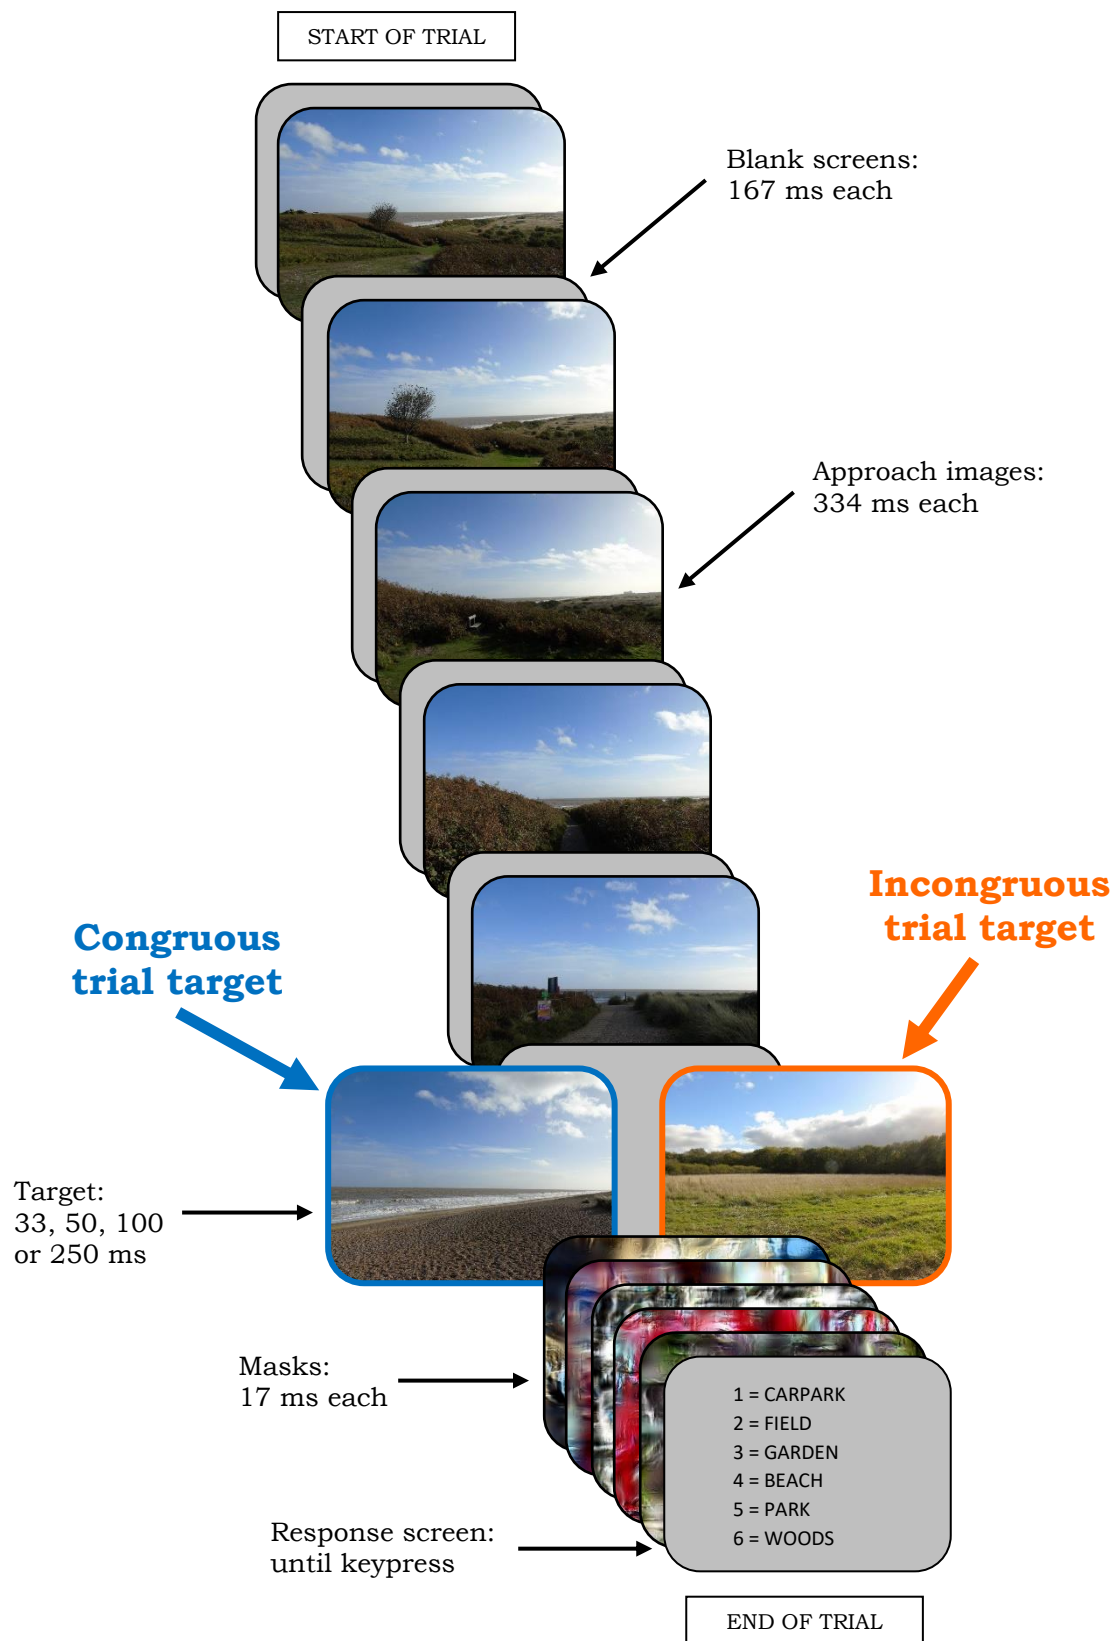 START OF TRIAL
Blank screens:
167 ms each
Approach images:
334 ms each
Incongruous
trial target
Congruous
trial target
Target:
33, 50, 100
or 250 ms
Masks:
17 ms each
1 = CARPARK
2 = FIELD
3 = GARDEN
4 = BEACH
5 = PARK
6 = WOODS
Response screen:
until keypress
END OF TRIAL